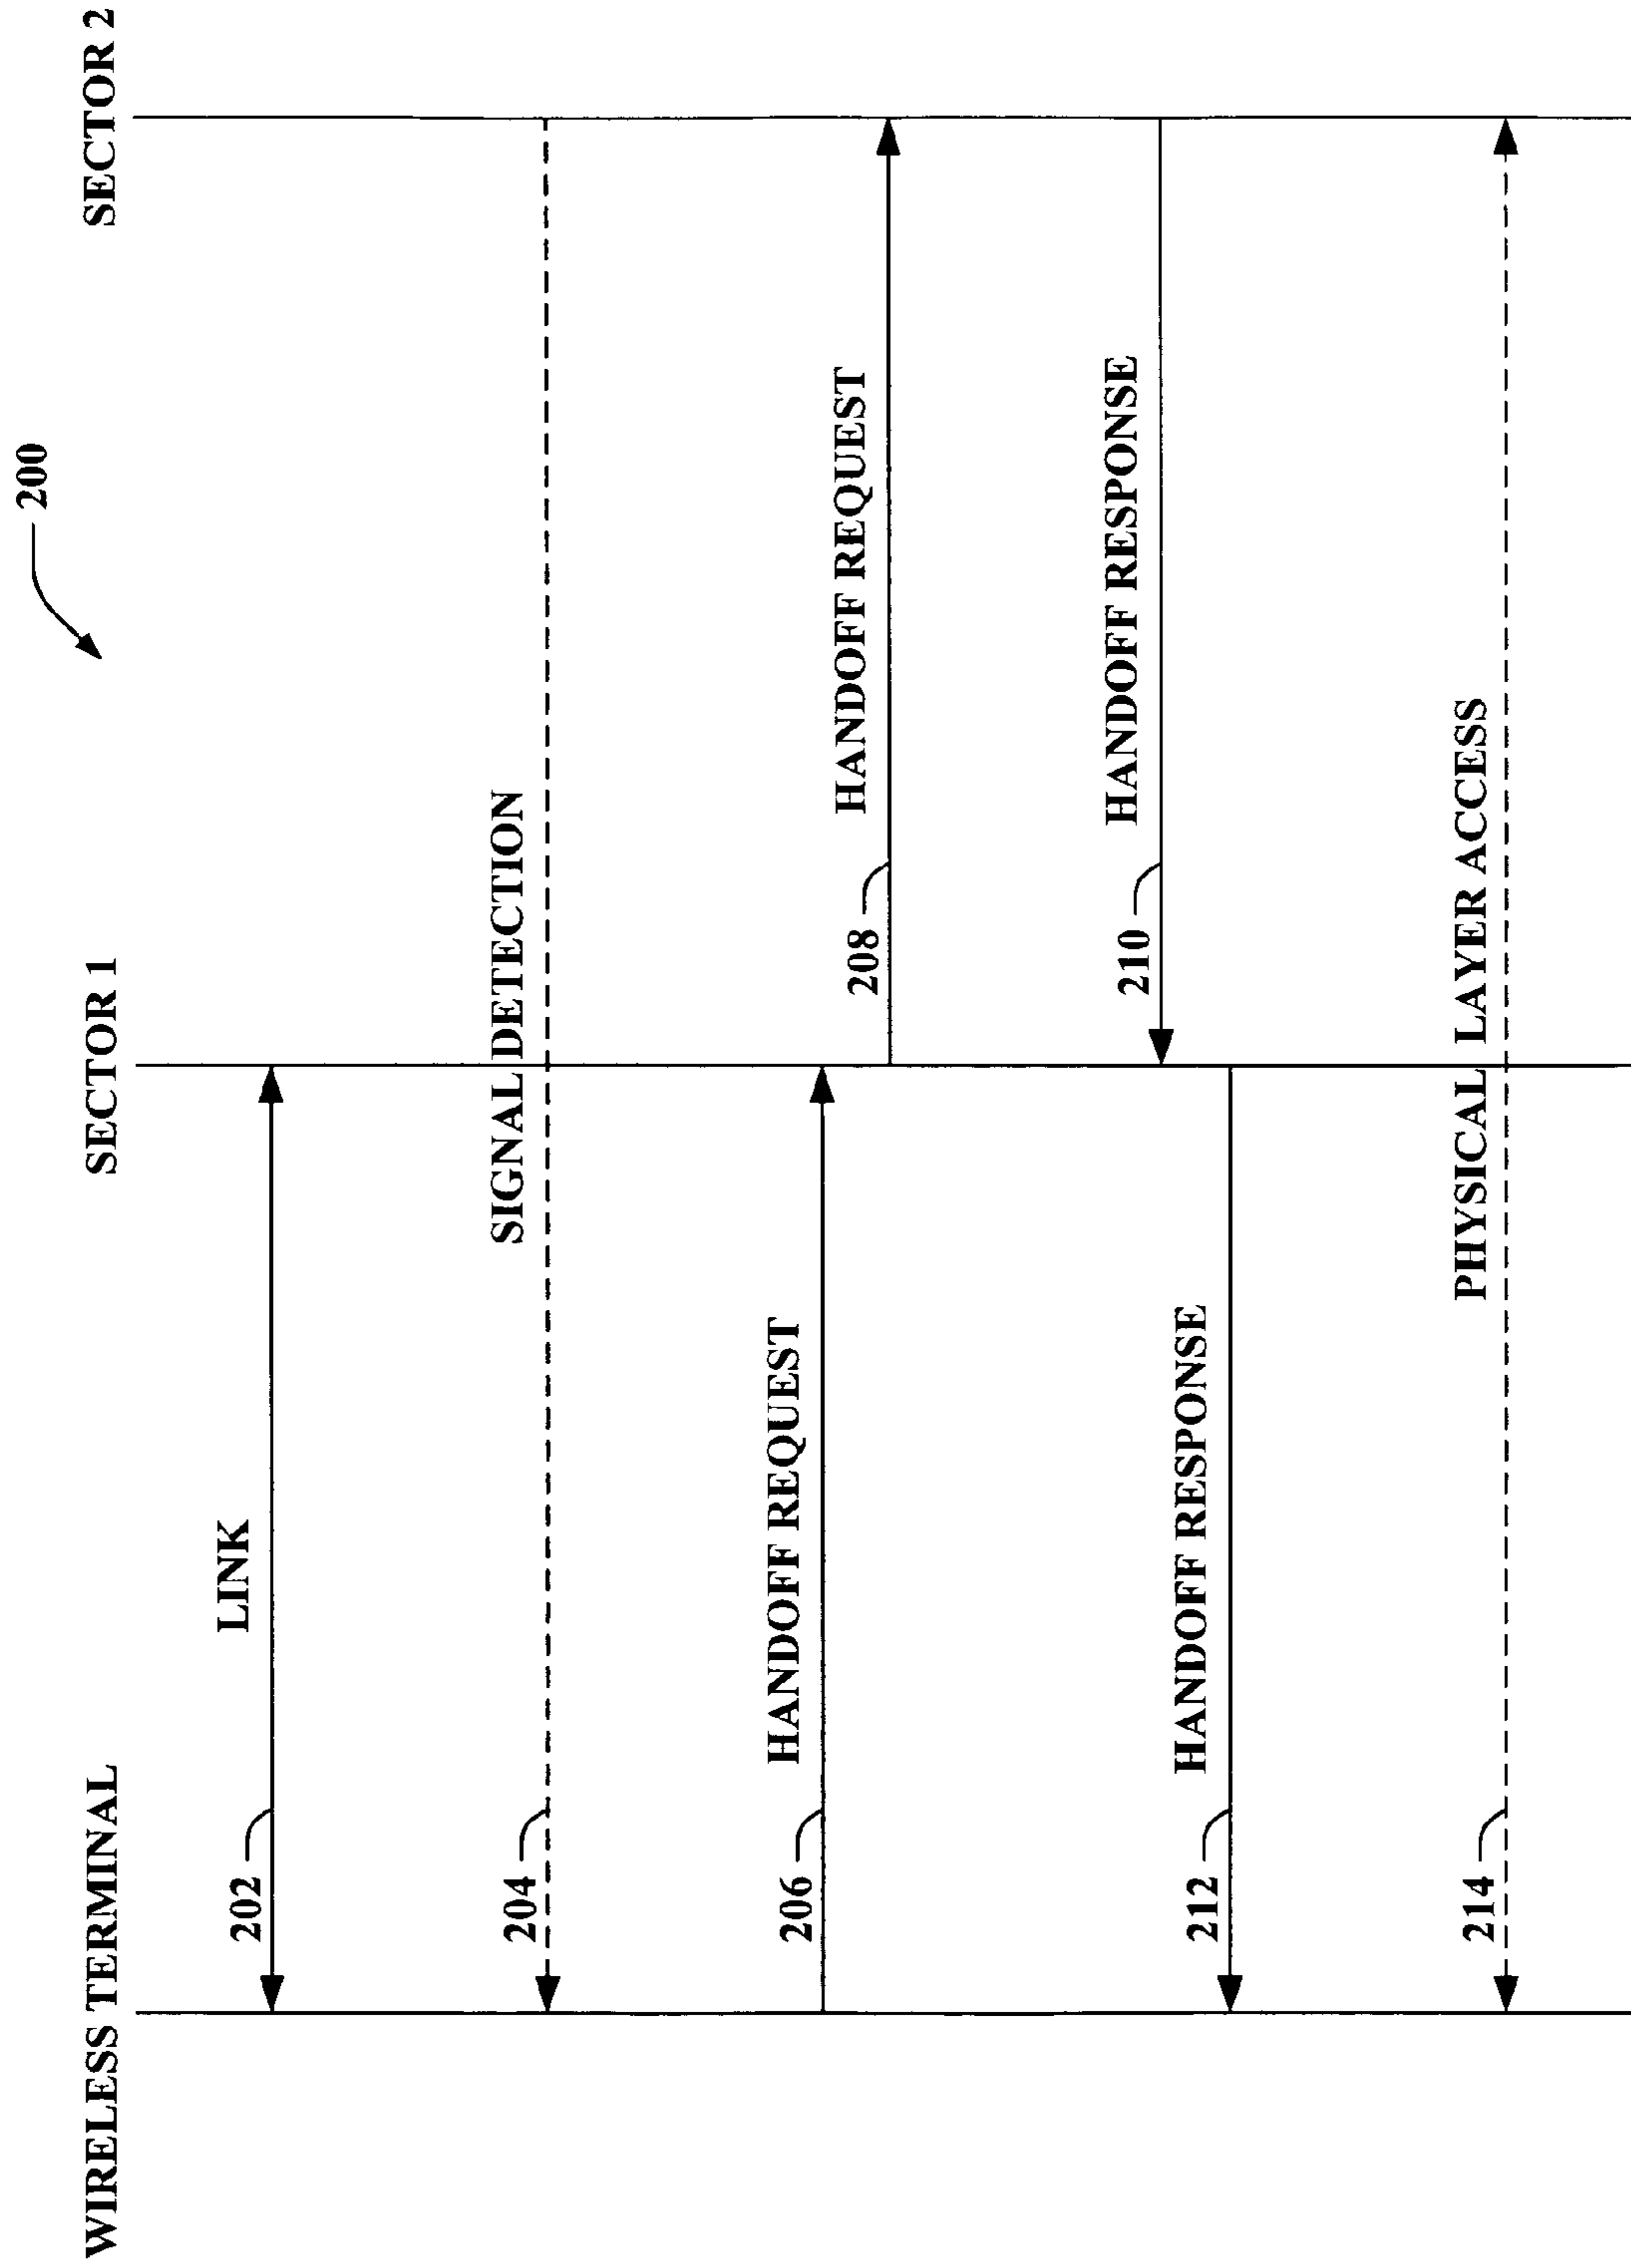 200
WIRELESS TERMINAL
SECTOR 1
SECTOR 2
LINK
202
SIGNAL DETECTION
204
HANDOFF REQUEST
206
HANDOFF REQUEST
208
HANDOFF RESPONSE
210
HANDOFF RESPONSE
212
PHYSICAL LAYER ACCESS
214